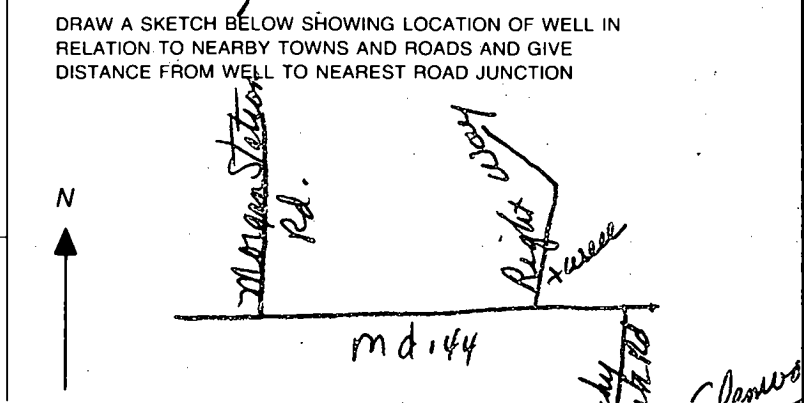 DRAW A SKETCH BELOW SHOWING LOCATION OF WELL IN
RELATION TO NEARBY TOWNS AND ROADS AND GIVE
DISTANCE FROM WELL TO NEAREST ROAD JUNCTION
N
Morgan Station
Rd.
Right way
x well
md. 144
Rd